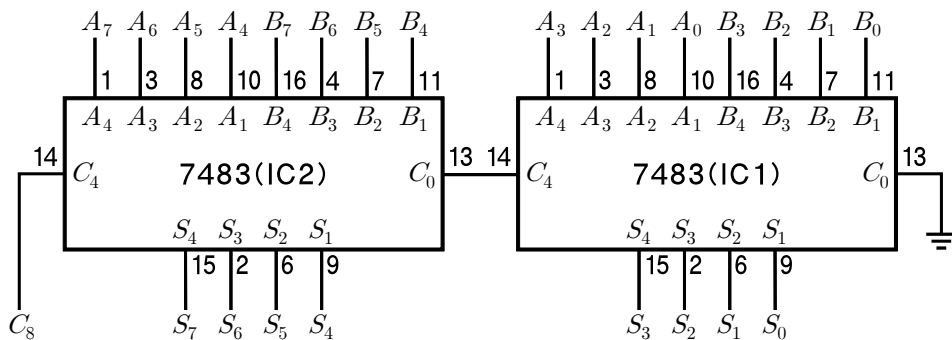 A₇ A₆ A₅ A₄ B₇ B₆ B₅ B₄ A₃ A₂ A₁ A₀ B₃ B₂ B₁ B₀
1 3 8 10 16 4 7 11 1 3 8 10 16 4 7 11
A₄ A₃ A₂ A₁ B₄ B₃ B₂ B₁ A₄ A₃ A₂ A₁ B₄ B₃ B₂ B₁
14 C₄ 7483(IC2) C₀ 13 14 C₄ 7483(IC1) C₀ 13
S₄ S₃ S₂ S₁ S₄ S₃ S₂ S₁
15 2 6 9 15 2 6 9
C₈ S₇ S₆ S₅ S₄ S₃ S₂ S₁ S₀